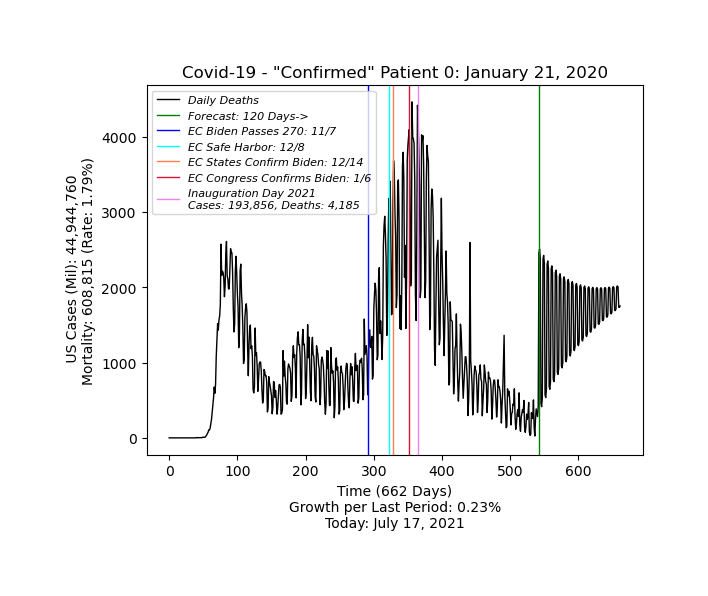 Covid-19 - "Confirmed" Patient 0: January 21, 2020
Daily Deaths
Forecast: 120 Days->
EC Biden Passes 270: 11/7
EC Safe Harbor: 12/8
EC States Confirm Biden: 12/14
EC Congress Confirms Biden: 1/6
Inauguration Day 2021
Cases: 193,856, Deaths: 4,185
US Cases (Mil): 44,944,760
Mortality: 608,815 (Rate: 1.79%)
4000
3000
2000
1000
0
0 100 200 300 400 500 600
Time (662 Days)
Growth per Last Period: 0.23%
Today: July 17, 2021